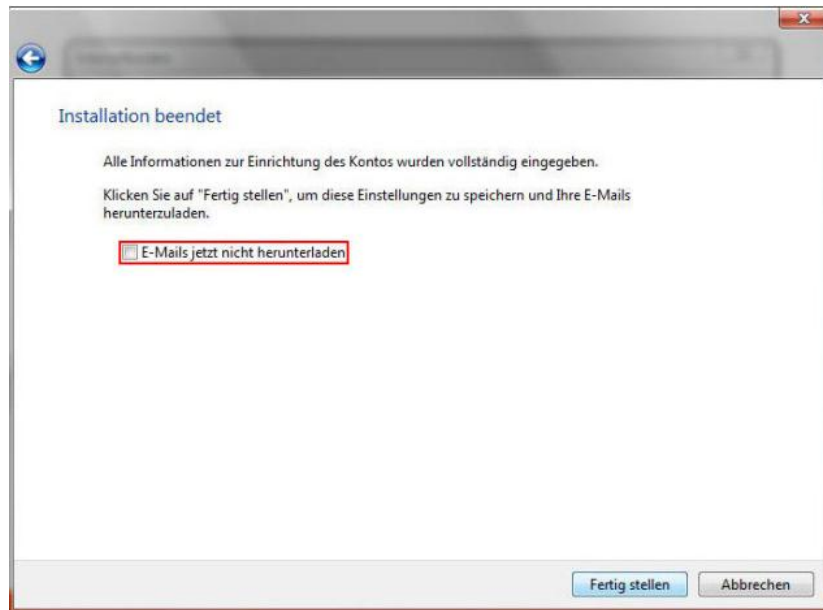 Installation beendet
Alle Informationen zur Einrichtung des Kontos wurden vollständig eingegeben.
Klicken Sie auf "Fertig stellen", um diese Einstellungen zu speichern und Ihre E-Mails
herunterzuladen.
E-Mails jetzt nicht herunterladen
Fertig stellen
Abbrechen